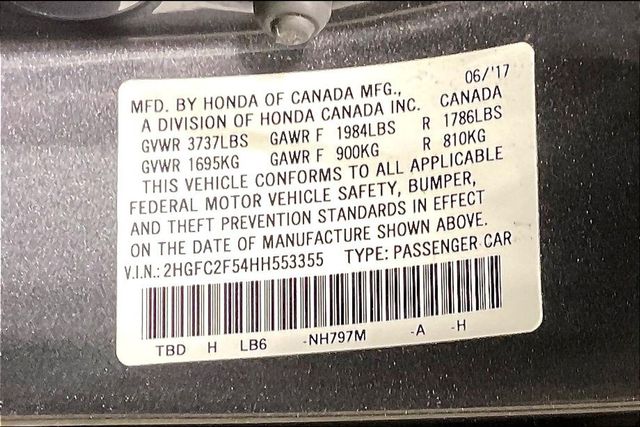 06/'17
MFD. BY HONDA OF CANADA MFG., CANADA
A DIVISION OF HONDA CANADA INC.
GVWR 3737LBS GAWR F 1984LBS R 1786LBS
GVWR 1695KG GAWR F 900KG R 810KG
THIS VEHICLE CONFORMS TO ALL APPLICABLE
FEDERAL MOTOR VEHICLE SAFETY, BUMPER,
AND THEFT PREVENTION STANDARDS IN EFFECT
ON THE DATE OF MANUFACTURE SHOWN ABOVE.
V.I.N.: 2HGFC2F54HH553355 TYPE: PASSENGER CAR
TBD H LB6 -NH797M -A -H